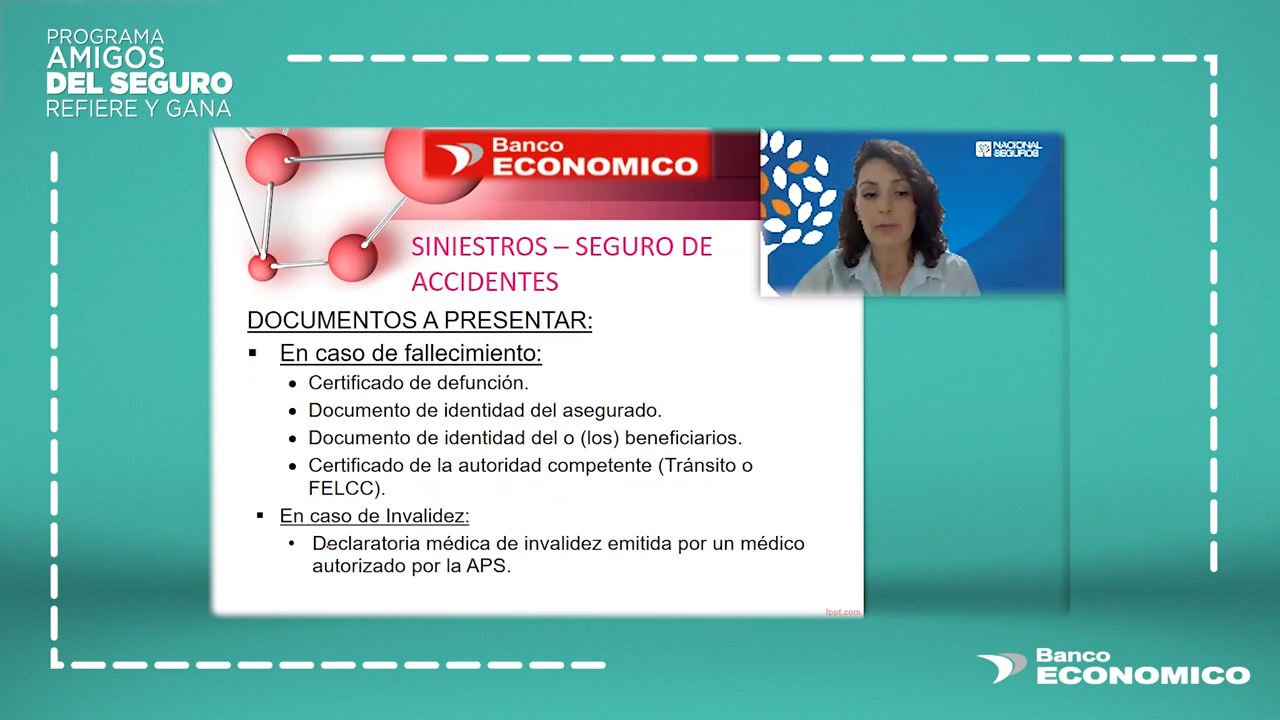 PROGRAMA
AMIGOS
DEL SEGURO
REFIERE Y GANA
Banco
ECONOMICO
NACIONAL
SEGUROS
SINIESTROS – SEGURO DE
ACCIDENTES
DOCUMENTOS A PRESENTAR:
▪ En caso de fallecimiento:
• Certificado de defunción.
• Documento de identidad del asegurado.
• Documento de identidad del o (los) beneficiarios.
• Certificado de la autoridad competente (Tránsito o
FELCC).
▪ En caso de Invalidez:
• Declaratoria médica de invalidez emitida por un médico
autorizado por la APS.
fppt.com
Banco
ECONOMICO